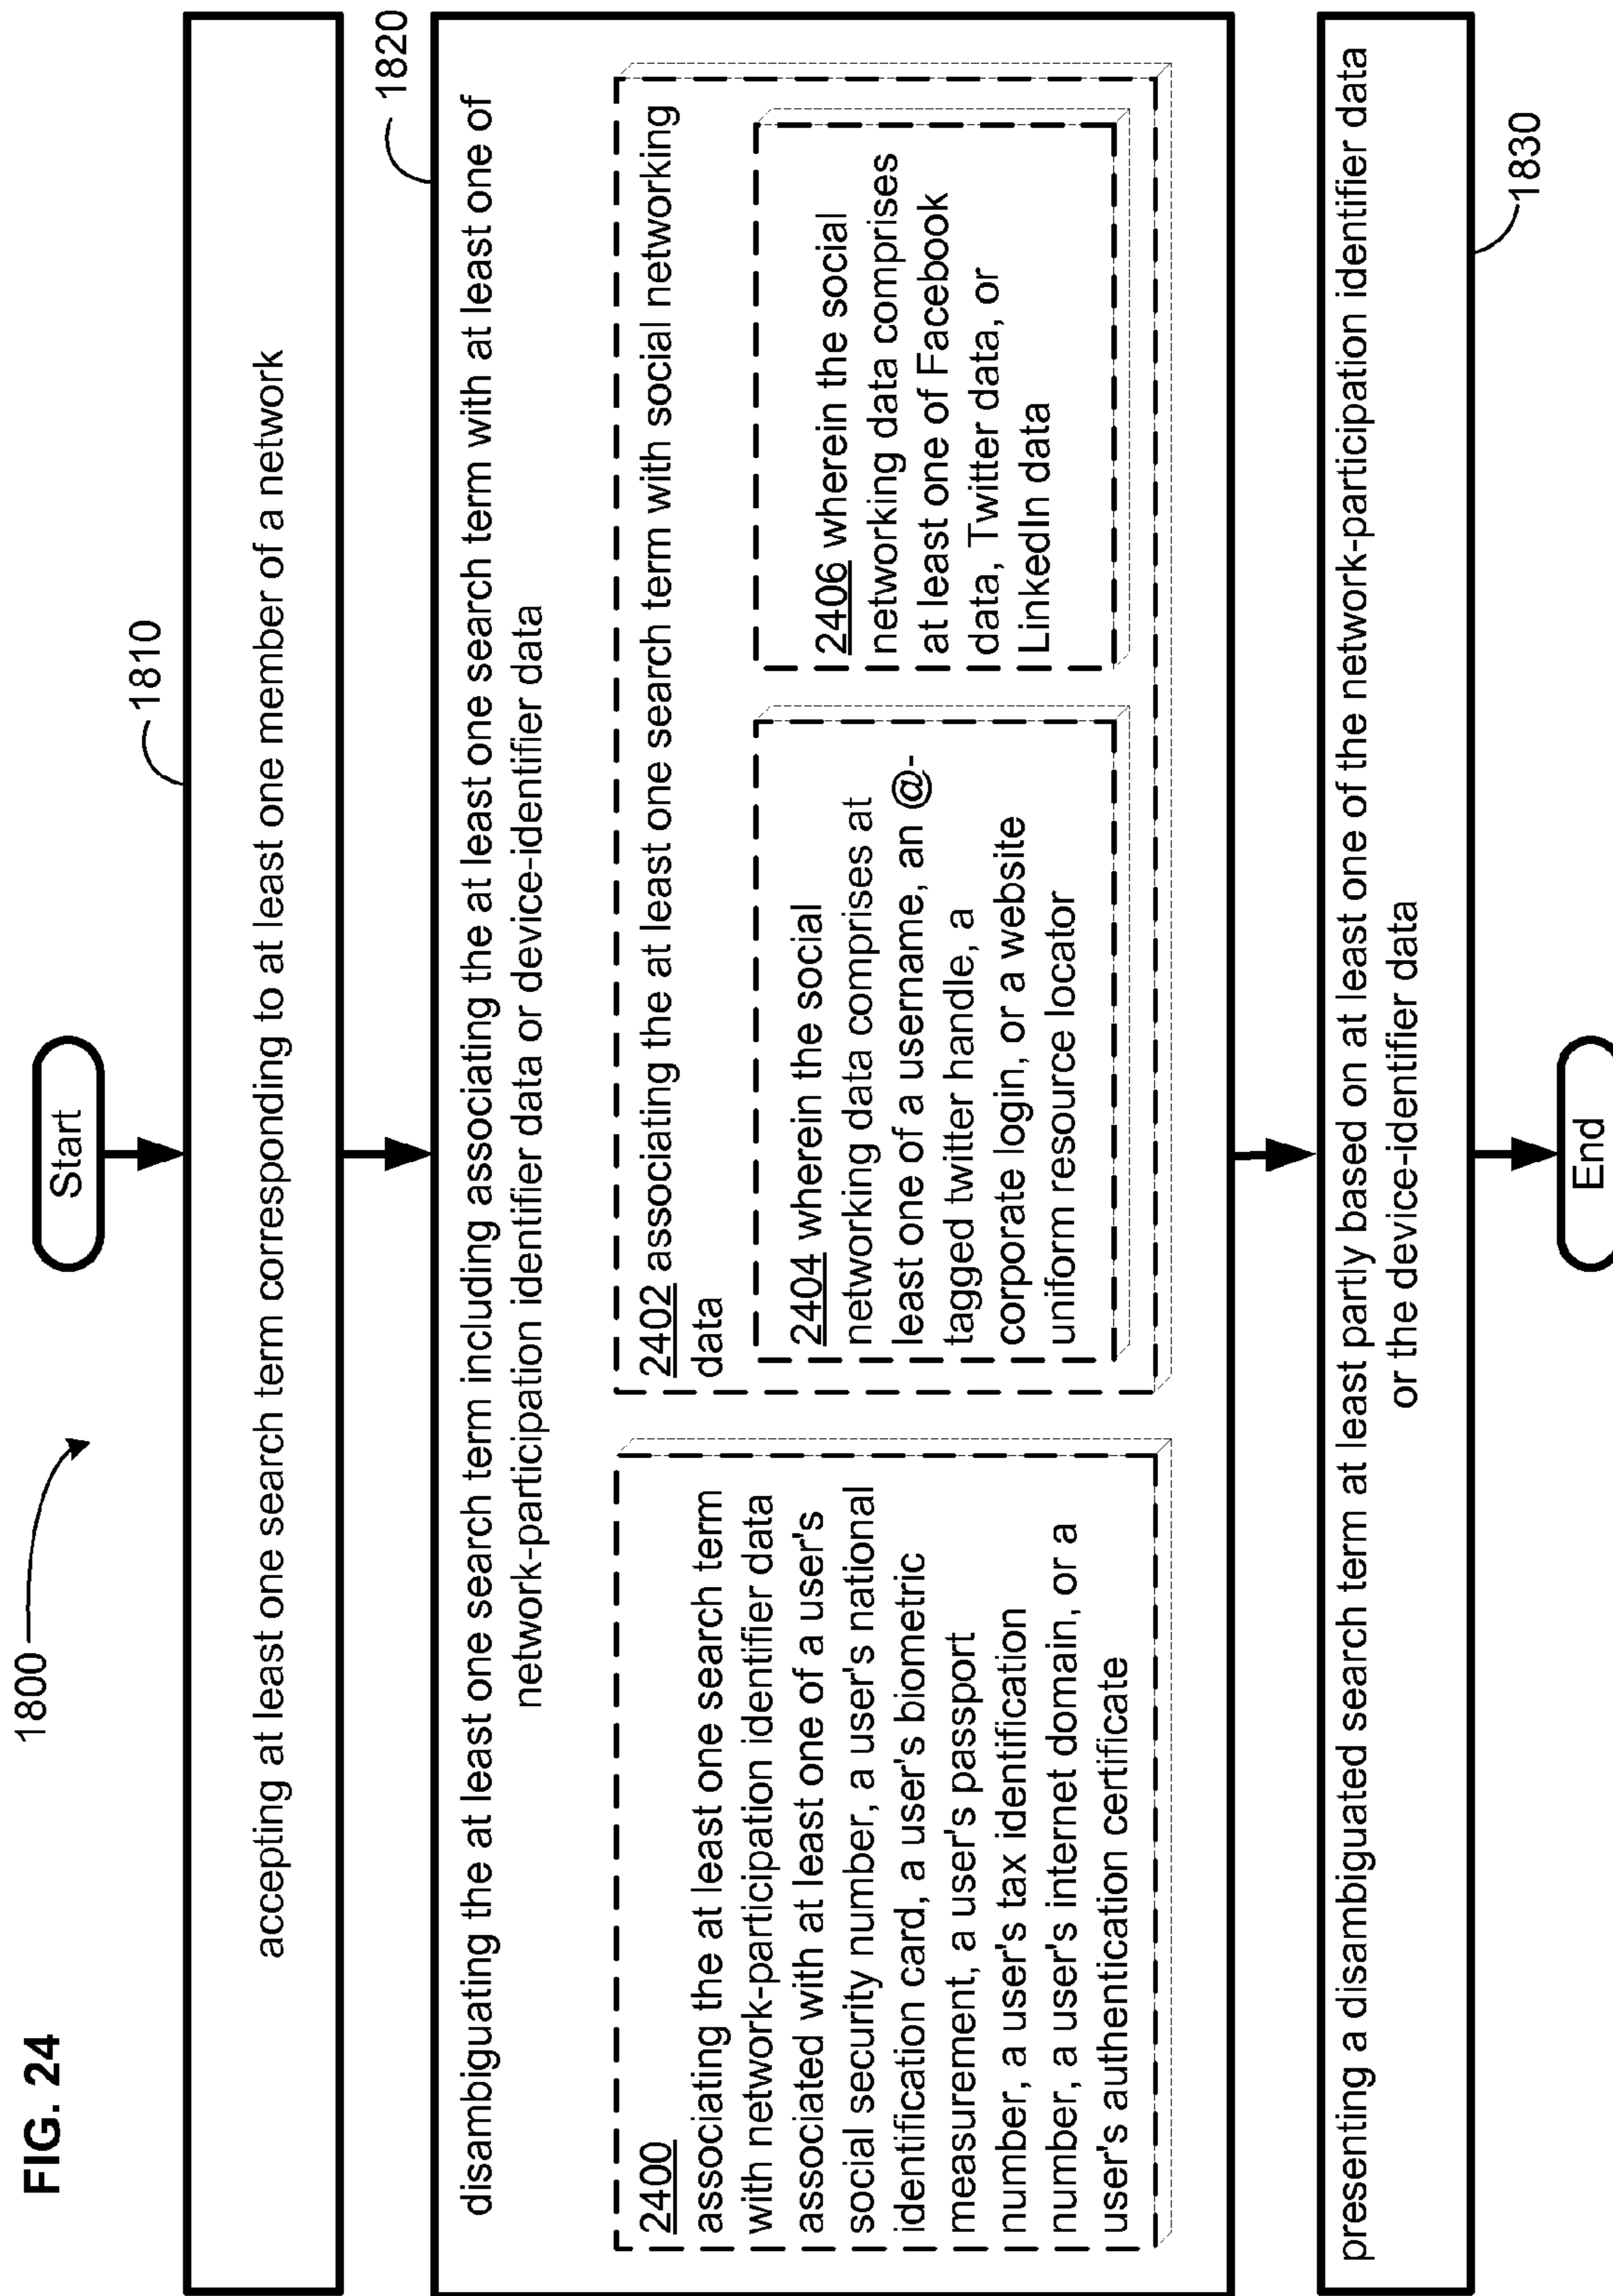 FIG. 24
1800
Start
1810
accepting at least one search term corresponding to at least one member of a network
1820
disambiguating the at least one search term including associating the at least one search term with at least one of
network-participation identifier data or device-identifier data
2400
associating the at least one search term
with network-participation identifier data
associated with at least one of a user's
social security number, a user's national
identification card, a user's biometric
measurement, a user's passport
number, a user's tax identification
number, a user's internet domain, or a
user's authentication certificate
2402 associating the at least one search term with social networking
data
2404 wherein the social
networking data comprises at
least one of a username, an @-
tagged twitter handle, a
corporate login, or a website
uniform resource locator
2406 wherein the social
networking data comprises
at least one of Facebook
data, Twitter data, or
LinkedIn data
presenting a disambiguated search term at least partly based on at least one of the network-participation identifier data
or the device-identifier data
1830
End